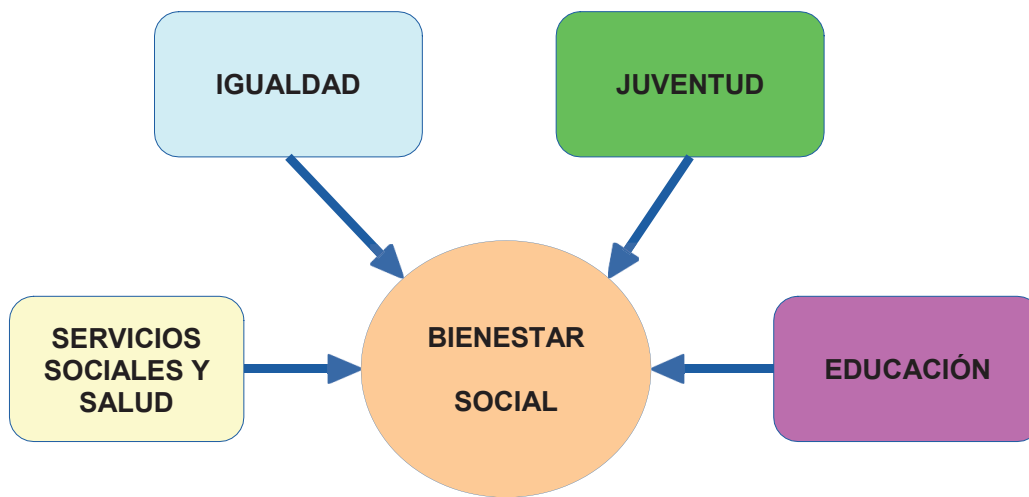 IGUALDAD
JUVENTUD
SERVICIOS
SOCIALES Y
SALUD
BIENESTAR
SOCIAL
EDUCACIÓN